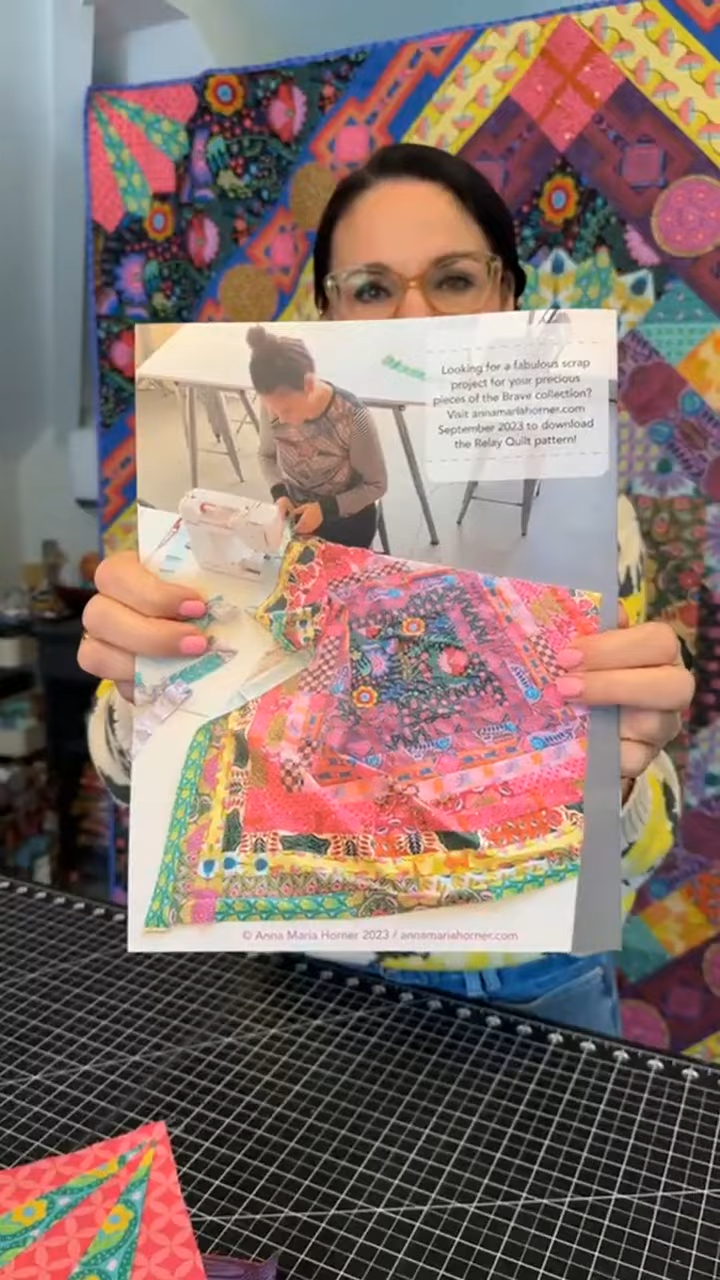 Looking for a fabulous scrap
project for your precious
pieces of the Brave collection?
Visit annamariahorner.com
September 2023 to download
the Relay Quilt pattern!
© Anna Maria Horner 2023 / annamariahorner.com